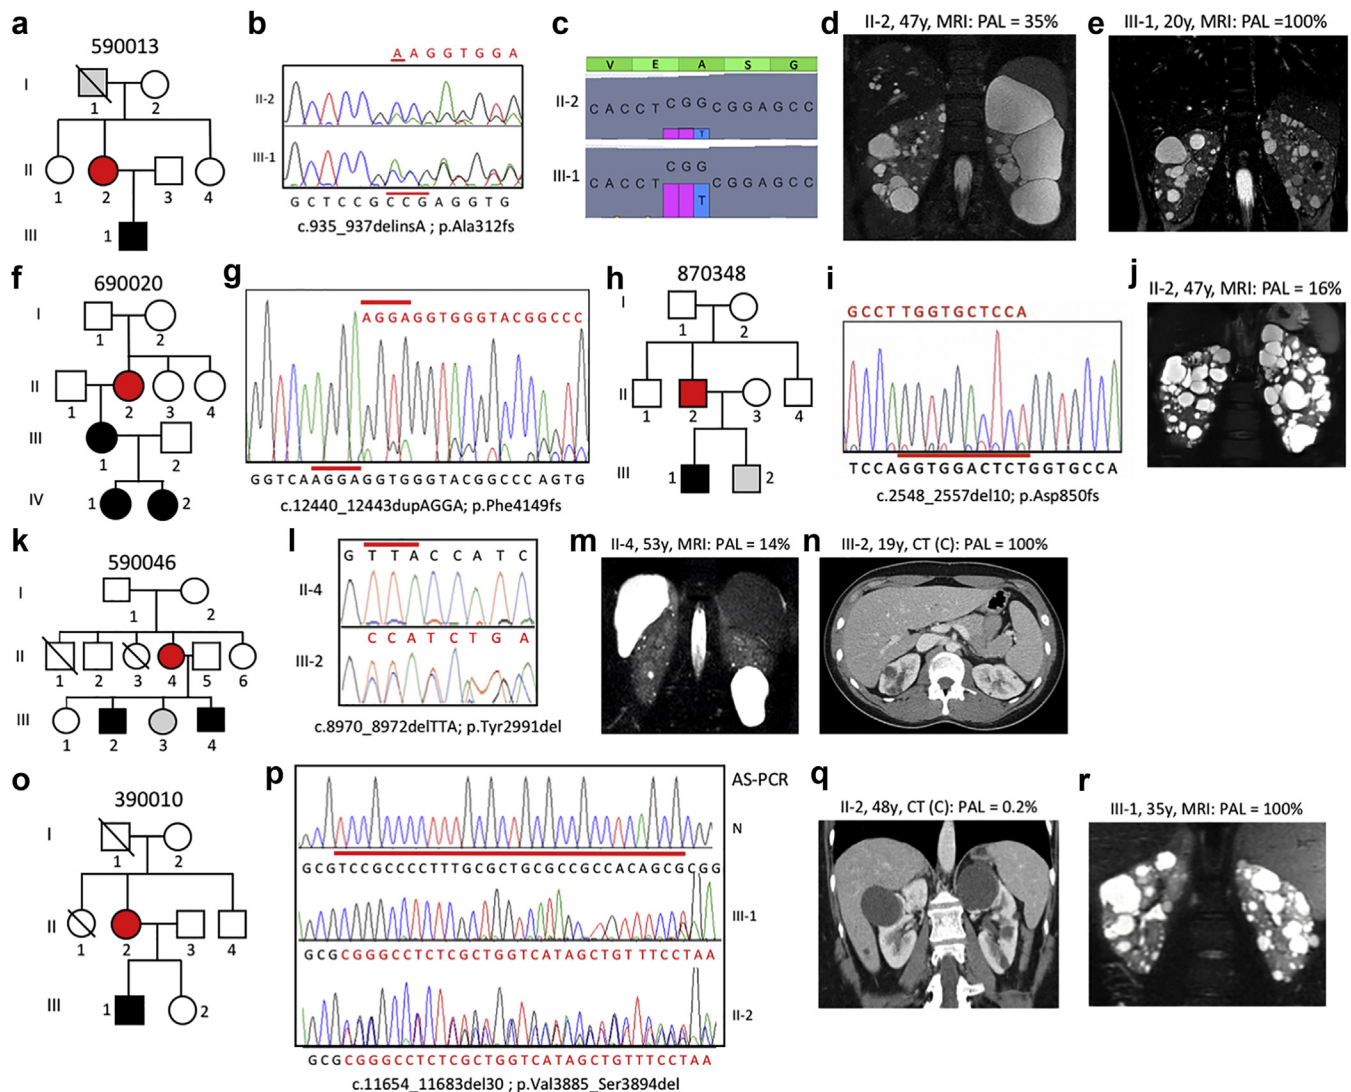 a
590013
I
1
2
II
1
2
3
4
III
1
b
A A G G T G G A
II-2
III-1
G C T C C G C C G A G G T G
c.935_937delinsA ; p.Ala312fs
c
V E A S G
II-2
C A C C T C G G C G G A G C C
T
III-1
C A C C T C G G C G G A G C C
T
d
II-2, 47y, MRI: PAL = 35%
e
III-1, 20y, MRI: PAL =100%
f
690020
I
1
2
II
1
2
3
4
III
1
2
IV
1
2
g
A G G A G G T G G G T A C G G C C C
G G T C A A G G A G G T G G G T A C G G C C C A G T G
c.12440_12443dupAGGA; p.Phe4149fs
h
870348
I
1
2
II
1
2
3
4
III
1
2
i
G C C T T G G T G C T C C A
T C C A G G T G G A C T C T G G T G C C A
c.2548_2557del10; p.Asp850fs
j
II-2, 47y, MRI: PAL = 16%
k
590046
I
1
2
II
1
2
3
4
5
6
III
1
2
3
4
l
G T T A C C A T C
II-4
C C A T C T G A
III-2
c.8970_8972delTTA; p.Tyr2991del
m
II-4, 53y, MRI: PAL = 14%
n
III-2, 19y, CT (C): PAL = 100%
o
390010
I
1
2
II
1
2
3
4
III
1
2
p
AS-PCR
N
G C G T C C G C C C C T T T G C G C T G C G C C G C C A C A G C G C G G
III-1
G C G C G G G C C T C T C G C T G G T C A T A G C T G T T T C C T A A
II-2
G C G C G G G C C T C T C G C T G G T C A T A G C T G T T T C C T A A
c.11654_11683del30 ; p.Val3885_Ser3894del
q
II-2, 48y, CT (C): PAL = 0.2%
r
III-1, 35y, MRI: PAL = 100%